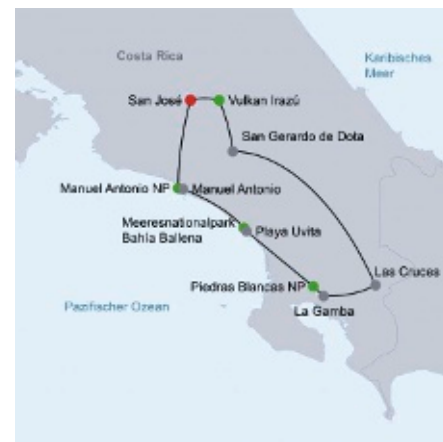 Costa Rica
Karibisches
Meer
San José
Vulkan Irazú
San Gerardo de Dota
Manuel Antonio NP
Manuel Antonio
Meeresnationalpark
Bahía Ballena
Playa Uvita
Piedras Blancas NP
Las Cruces
Pazifischer Ozean
La Gamba